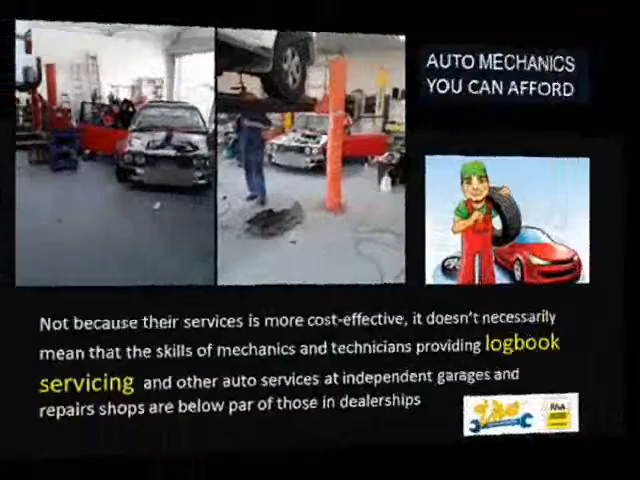 AUTO MECHANICS
YOU CAN AFFORD
Not because their services is more cost-effective, it doesn't necessarily
mean that the skills of mechanics and technicians providing logbook
servicing and other auto services at independent garages and
repairs shops are below par of those in dealerships